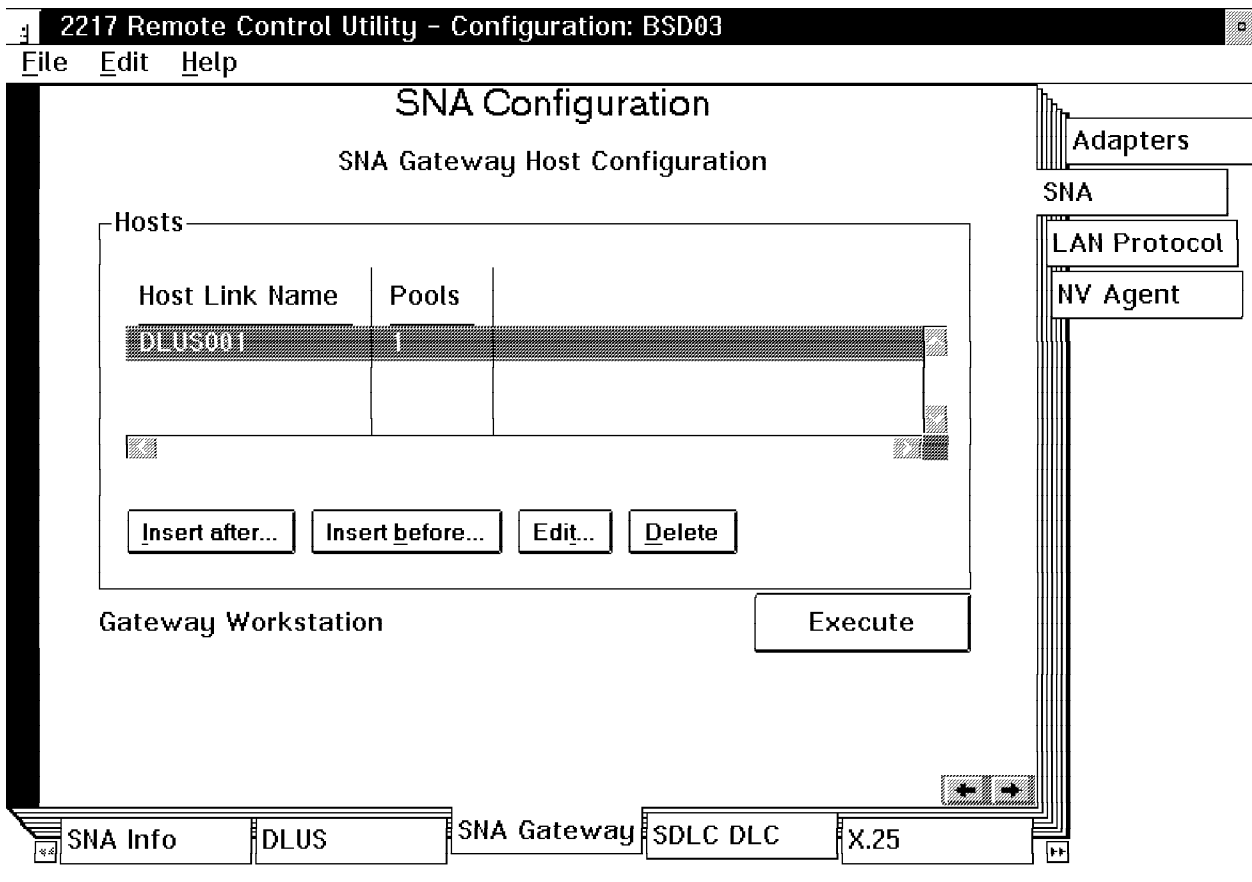 2217 Remote Control Utility – Configuration: BSD03
File Edit Help
SNA Configuration
SNA Gateway Host Configuration
Hosts
Host Link Name Pools
DLUS001 1
Insert after... Insert before... Edit... Delete
Gateway Workstation Execute
Adapters
SNA
LAN Protocol
NV Agent
SNA Info DLUS SNA Gateway SDLC DLC X.25